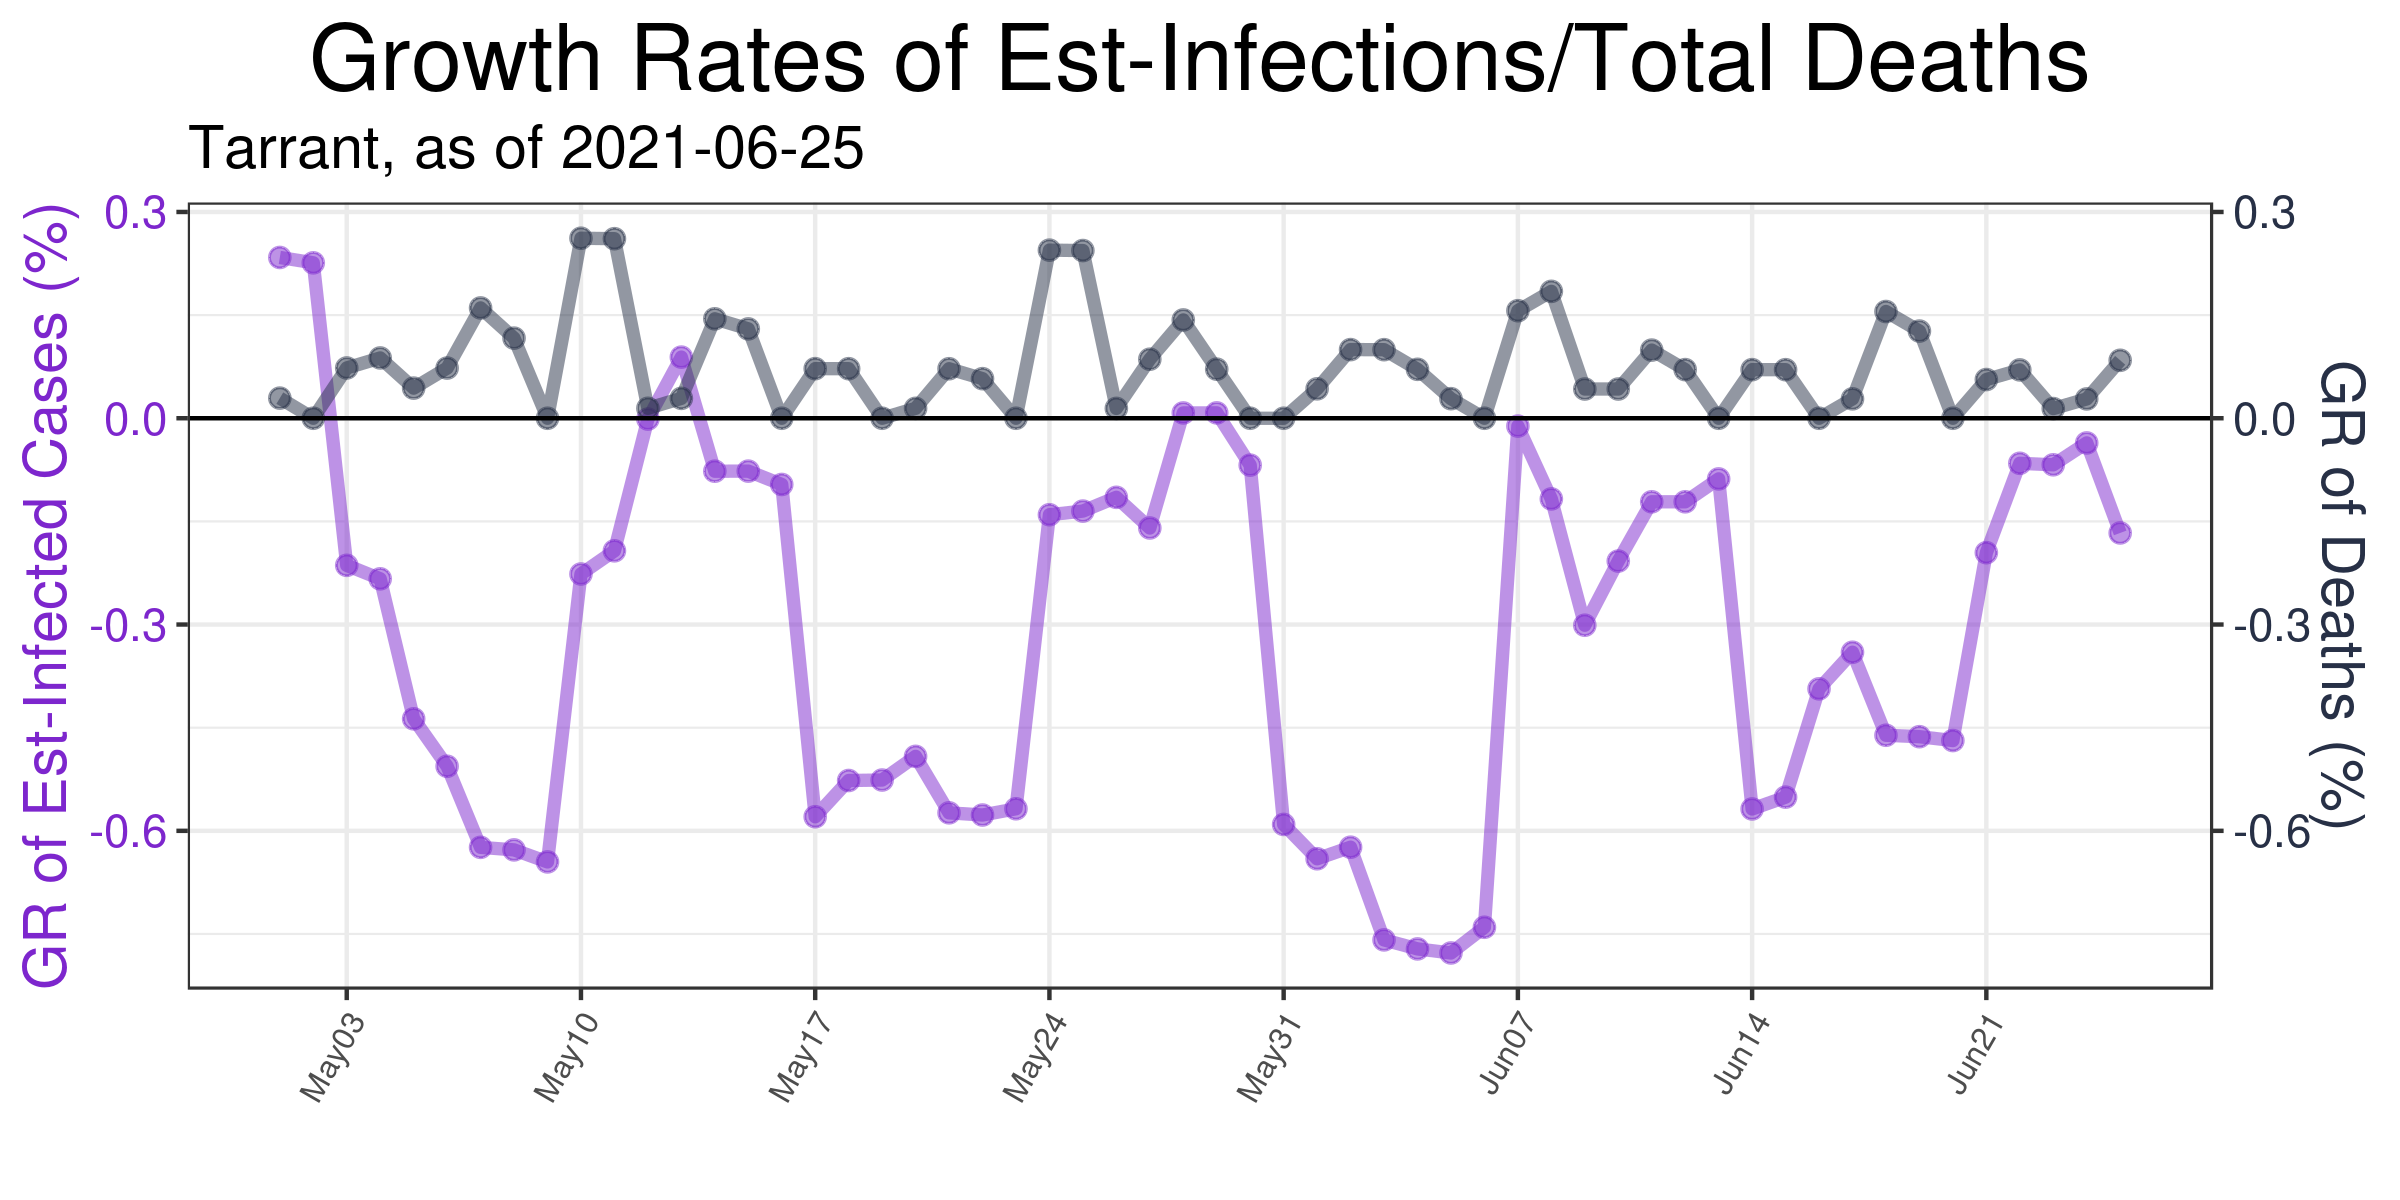 Growth Rates of Est-Infections/Total Deaths
Tarrant, as of 2021-06-25
GR of Est-Infected Cases (%)
0.3
0.0
-0.3
-0.6
0.3
0.0
-0.3
-0.6
GR of Deaths (%)
May03
May10
May17
May24
May31
Jun07
Jun14
Jun21